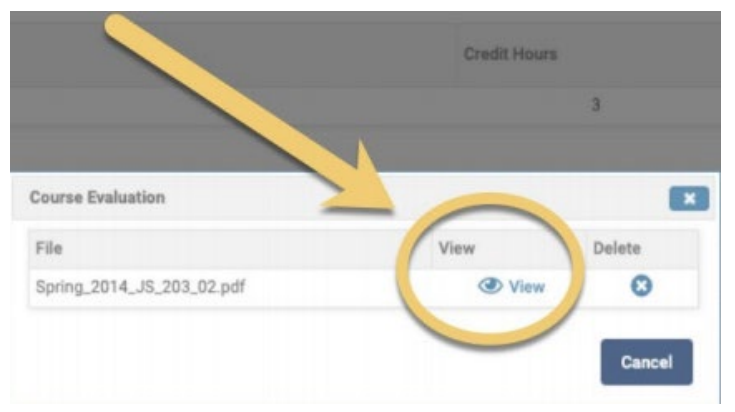 Credit Hours
3
Course Evaluation
File View Delete
Spring_2014_JS_203_02.pdf View
Cancel